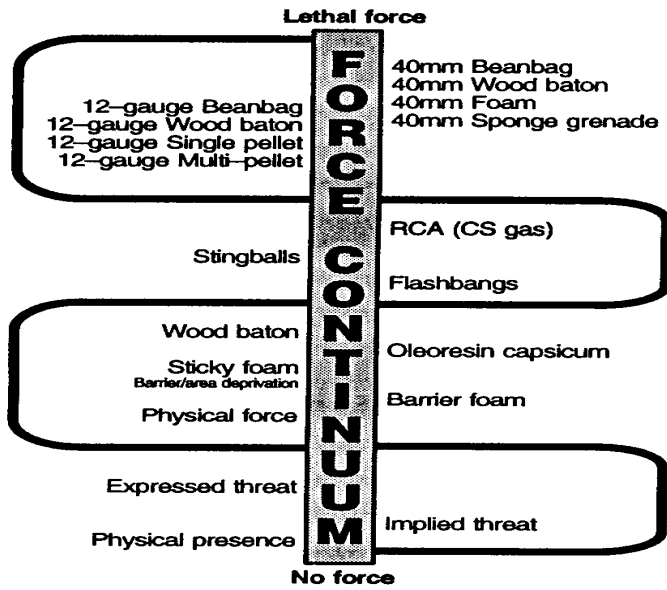 Lethal force
FORCE CONTINUUM
12-gauge Beanbag
12-gauge Wood baton
12-gauge Single pellet
12-gauge Multi-pellet
40mm Beanbag
40mm Wood baton
40mm Foam
40mm Sponge grenade
RCA (CS gas)
Stingballs
Flashbangs
Wood baton
Oleoresin capsicum
Sticky foam
Barrier/area deprivation
Barrier foam
Physical force
Expressed threat
Implied threat
Physical presence
No force